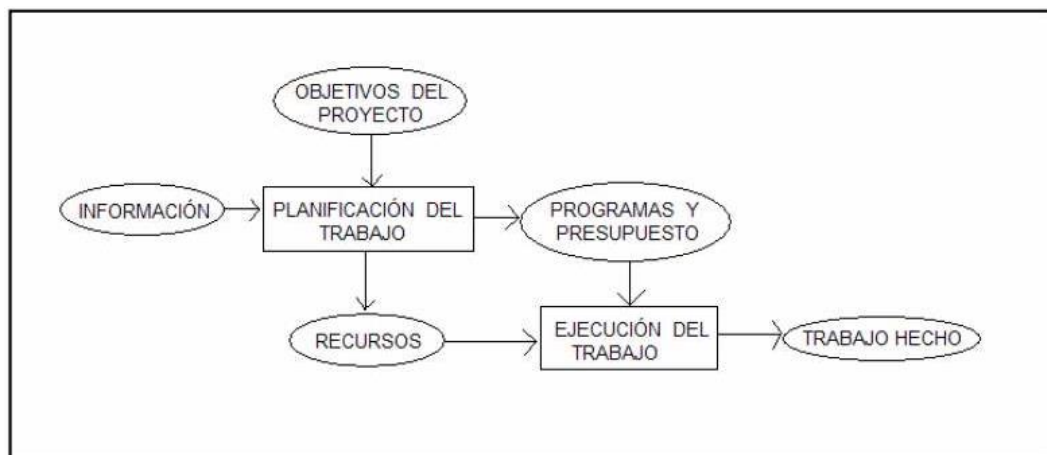 OBJETIVOS DEL
PROYECTO
INFORMACIÓN
PLANIFICACIÓN DEL
TRABAJO
PROGRAMAS Y
PRESUPUESTO
RECURSOS
EJECUCIÓN DEL
TRABAJO
TRABAJO HECHO